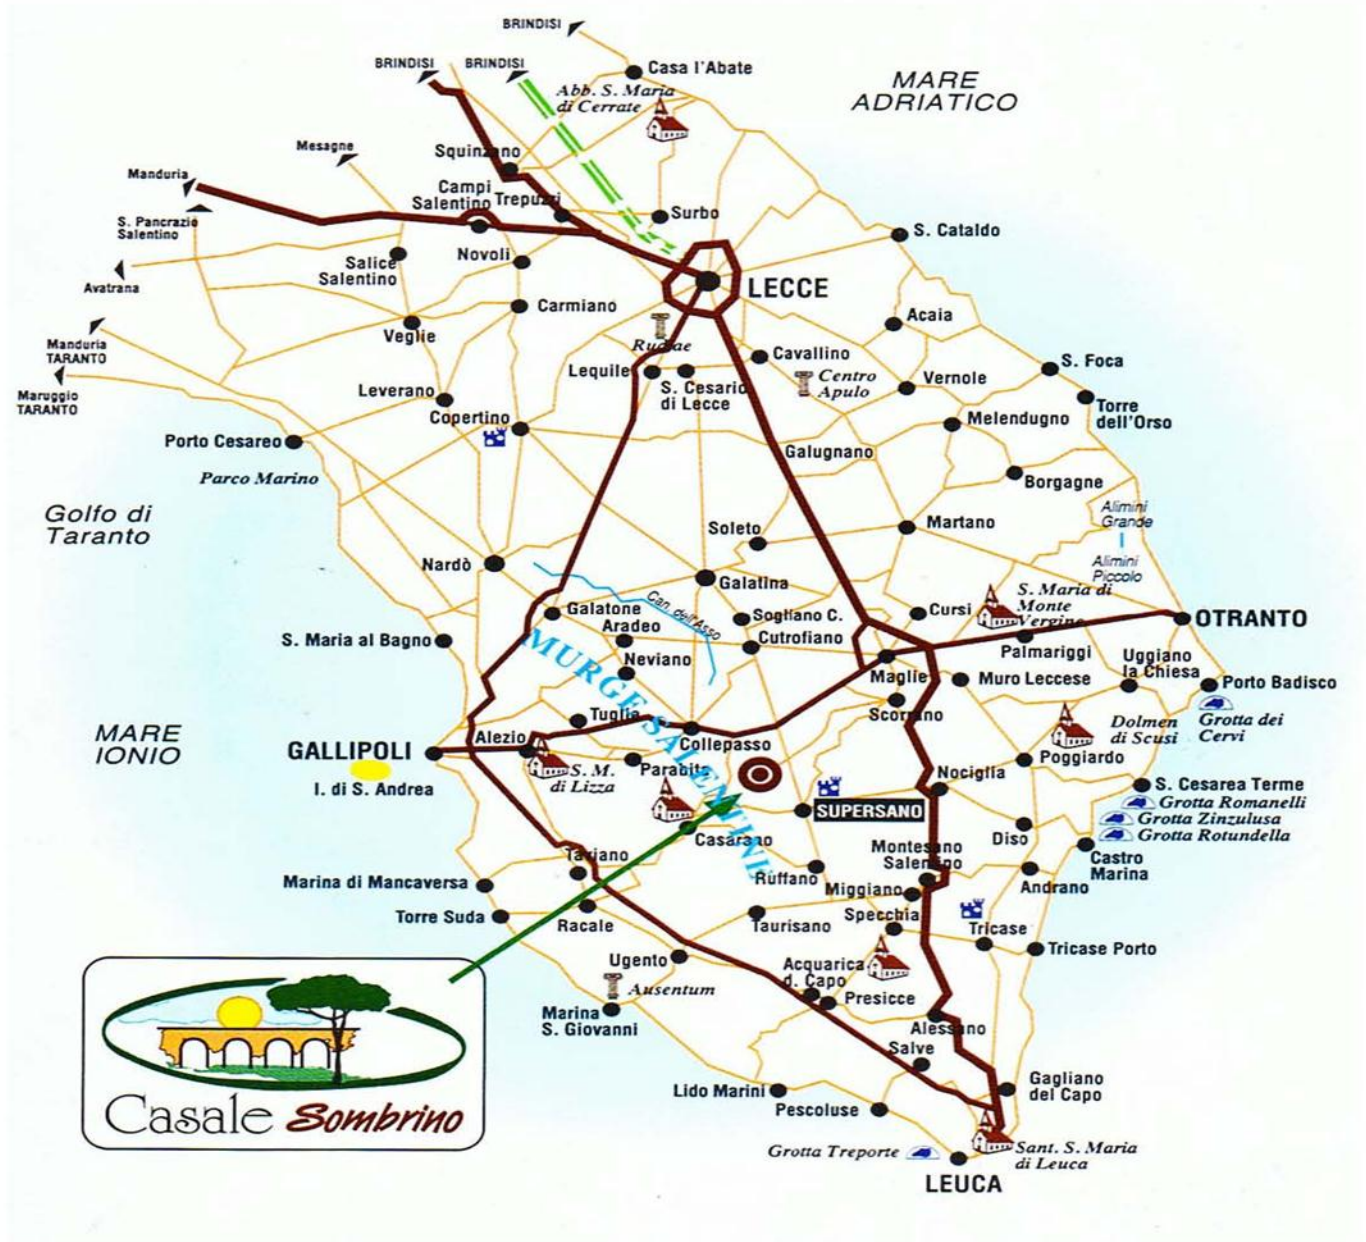 BRINDISI
Casa l'Abate
BRINDISI
BRINDISI
MARE
ADRIATICO
Abb. S. Maria
di Cerrate
Mesagne
Squinzano
Manduria
Campi
Salentino
Trepuzzi
S. Pancrazio
Salentino
Surbo
S. Cataldo
Salice
Salentino
Novoli
Avatrana
LECCE
Carmiano
Acaia
Veglie
Manduria
TARANTO
Rudiae
Cavallino
S. Foca
Lequile
S. Cesario
di Lecce
Centro
Apulo
Vernole
Maruggio
TARANTO
Leverano
Torre
dell'Orso
Copertino
Melendugno
Porto Cesareo
Galugnano
Parco Marino
Borgagne
Golfo di
Taranto
Alimini
Grande
Soleto
Martano
Alimini
Piccolo
Nardò
Galatina
Can. dell'Asso
S. Maria di
Monte
Vergine
Galatone
Sogliano C.
Cursi
OTRANTO
Aradeo
S. Maria al Bagno
Cutrofiano
MURGE SALENTINE
Neviano
Palmariggi
Uggiano
la Chiesa
Maglie
Muro Leccese
Porto Badisco
Tuglie
Scorrano
Dolmen
di Scusi
Grotta dei
Cervi
MARE
IONIO
GALLIPOLI
Alezio
Collepasso
Parabita
S. M.
di Lizza
Poggiardo
I. di S. Andrea
Nociglia
S. Cesarea Terme
Grotta Romanelli
SUPERSANO
Grotta Zinzulusa
Grotta Rotundella
Casarano
Diso
Montesano
Salentino
Castro
Marina
Taviano
Ruffano
Marina di Mancaversa
Miggiano
Andrano
Torre Suda
Racale
Taurisano
Specchia
Tricase
Tricase Porto
Ugento
Acquarica
d. Capo
Ausentum
Presicce
Marina
S. Giovanni
Alessano
Salve
Lido Marini
Gagliano
del Capo
Pescoluse
Casale Sombrino
Grotta Treporte
Sant. S. Maria
di Leuca
LEUCA